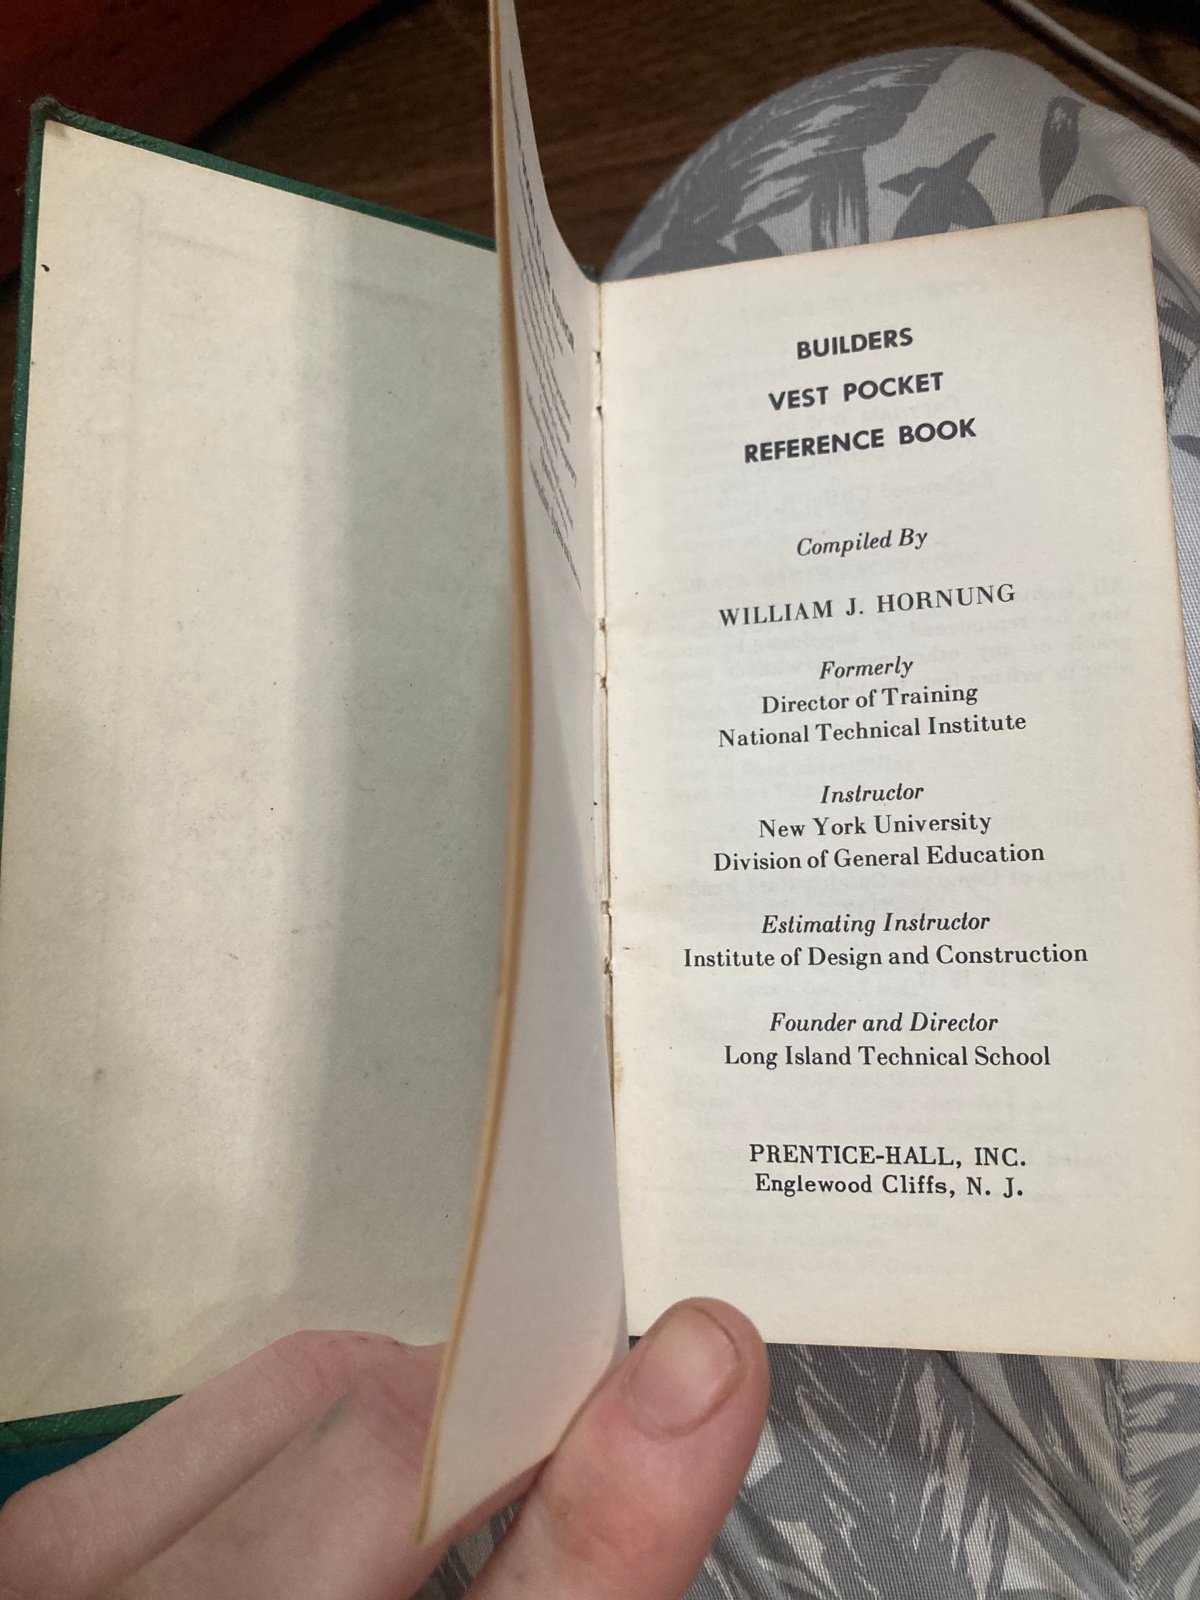 BUILDERS
VEST POCKET
REFERENCE BOOK
Compiled By
WILLIAM J. HORNUNG
Formerly
Director of Training
National Technical Institute
Instructor
New York University
Division of General Education
Estimating Instructor
Institute of Design and Construction
Founder and Director
Long Island Technical School
PRENTICE-HALL, INC.
Englewood Cliffs, N. J.